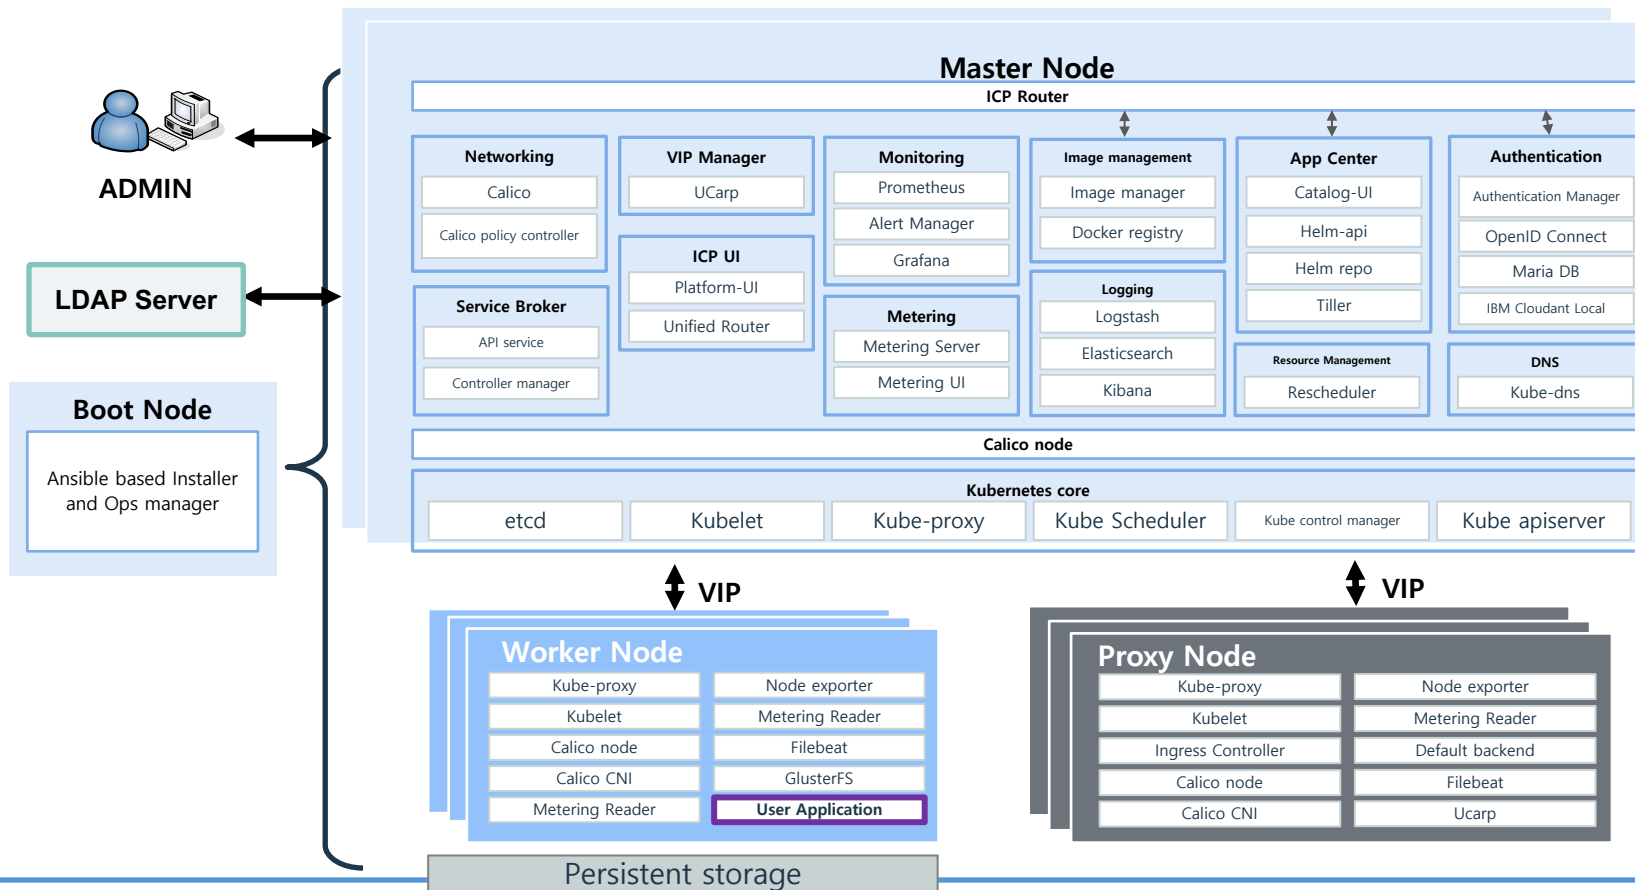 Master Node
ICP Router
ADMIN
LDAP Server
Boot Node
Ansible based Installer
and Ops manager
Networking
Calico
Calico policy controller
Service Broker
API service
Controller manager
VIP Manager
UCarp
ICP UI
Platform-UI
Unified Router
Monitoring
Prometheus
Alert Manager
Grafana
Metering
Metering Server
Metering UI
Image management
Image manager
Docker registry
Logging
Logstash
Elasticsearch
Kibana
App Center
Catalog-UI
Helm-api
Helm repo
Tiller
Resource Management
Rescheduler
Authentication
Authentication Manager
OpenID Connect
Maria DB
IBM Cloudant Local
DNS
Kube-dns
Calico node
Kubernetes core
etcd
Kubelet
Kube-proxy
Kube Scheduler
Kube control manager
Kube apiserver
VIP
VIP
Worker Node
Kube-proxy
Kubelet
Calico node
Calico CNI
Metering Reader
Node exporter
Metering Reader
Filebeat
GlusterFS
User Application
Proxy Node
Kube-proxy
Kubelet
Ingress Controller
Calico node
Calico CNI
Node exporter
Metering Reader
Default backend
Filebeat
Ucarp
Persistent storage